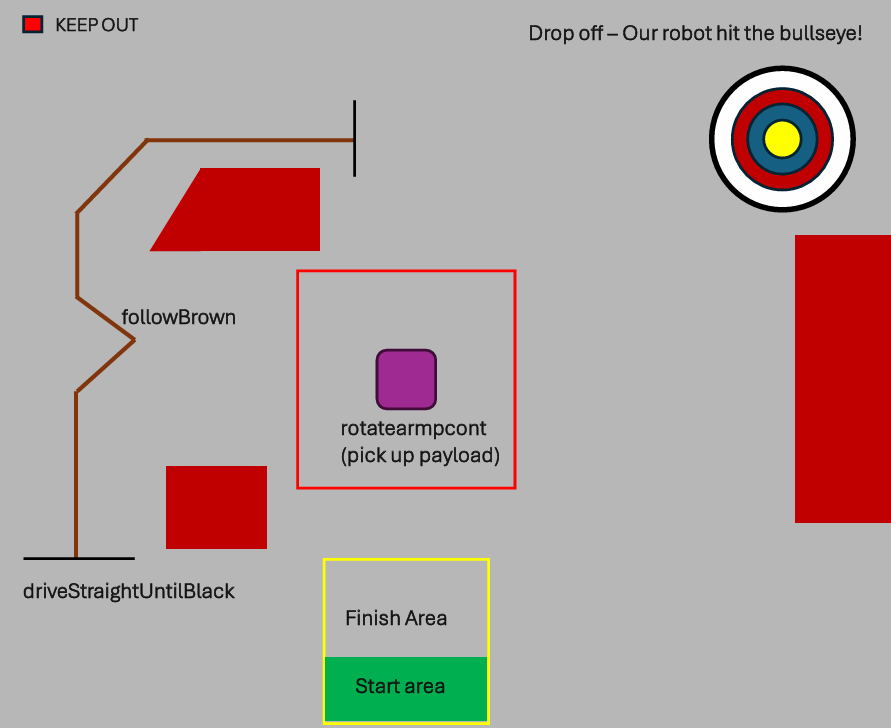 KEEP OUT
Drop off – Our robot hit the bullseye!
followBrown
rotatearmpcont
(pick up payload)
driveStraightUntilBlack
Finish Area
Start area